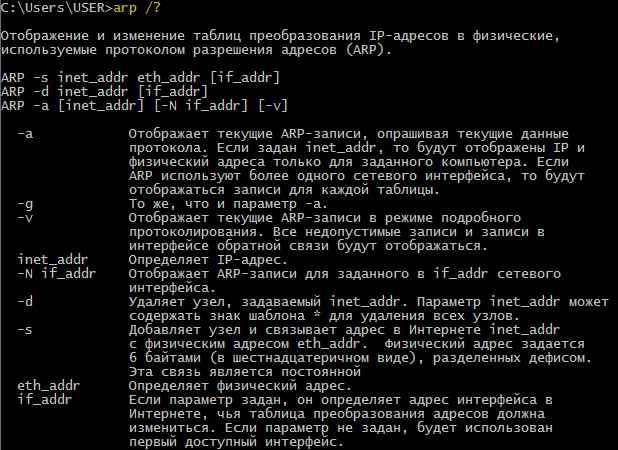 C:\Users\USER>arp /?
Отображение и изменение таблиц преобразования IP-адресов в физические,
используемые протоколом разрешения адресов (ARP).
ARP -s inet_addr eth_addr [if_addr]
ARP -d inet_addr [if_addr]
ARP -a [inet_addr] [-N if_addr] [-v]
-a Отображает текущие ARP-записи, опрашивая текущие данные
протокола. Если задан inet_addr, то будут отображены IP и
физический адреса только для заданного компьютера. Если
ARP используют более одного сетевого интерфейса, то будут
отображаться записи для каждой таблицы.
-g То же, что и параметр -a.
-v Отображает текущие ARP-записи в режиме подробного
протоколирования. Все недопустимые записи и записи в
интерфейсе обратной связи будут отображаться.
inet_addr Определяет IP-адрес.
-N if_addr Отображает ARP-записи для заданного в if_addr сетевого
интерфейса.
-d Удаляет узел, задаваемый inet_addr. Параметр inet_addr может
содержать знак шаблона * для удаления всех узлов.
-s Добавляет узел и связывает адрес в Интернете inet_addr
с физическим адресом eth_addr. Физический адрес задается
6 байтами (в шестнадцатеричном виде), разделенных дефисом.
Эта связь является постоянной
eth_addr Определяет физический адрес.
if_addr Если параметр задан, он определяет адрес интерфейса в
Интернете, чья таблица преобразования адресов должна
измениться. Если параметр не задан, будет использован
первый доступный интерфейс.